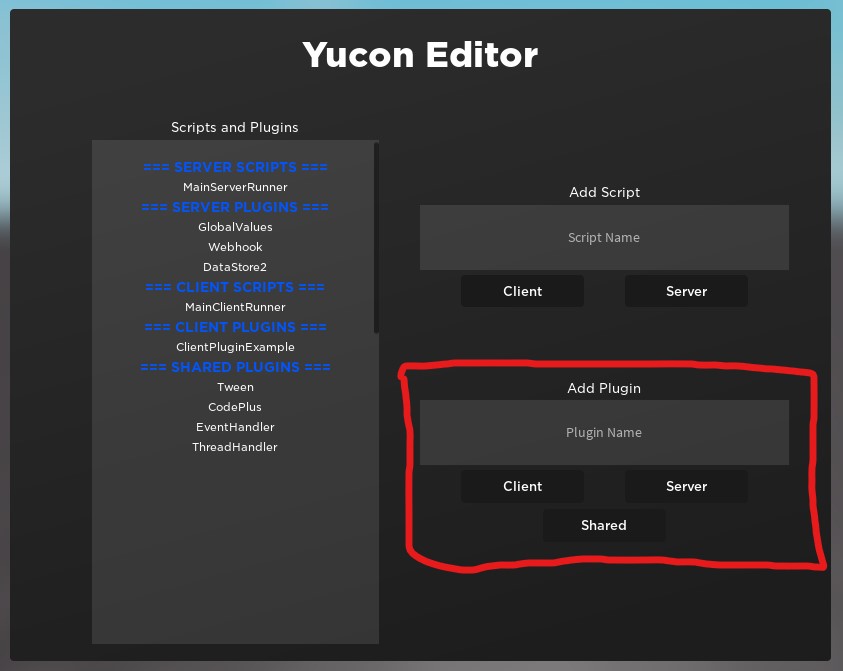 Yucon Editor
Scripts and Plugins
=== SERVER SCRIPTS ===
MainServerRunner
=== SERVER PLUGINS ===
GlobalValues
Webhook
DataStore2
=== CLIENT SCRIPTS ===
MainClientRunner
=== CLIENT PLUGINS ===
ClientPluginExample
=== SHARED PLUGINS ===
Tween
CodePlus
EventHandler
ThreadHandler
Add Script
Script Name
Client Server
Add Plugin
Plugin Name
Client Server
Shared